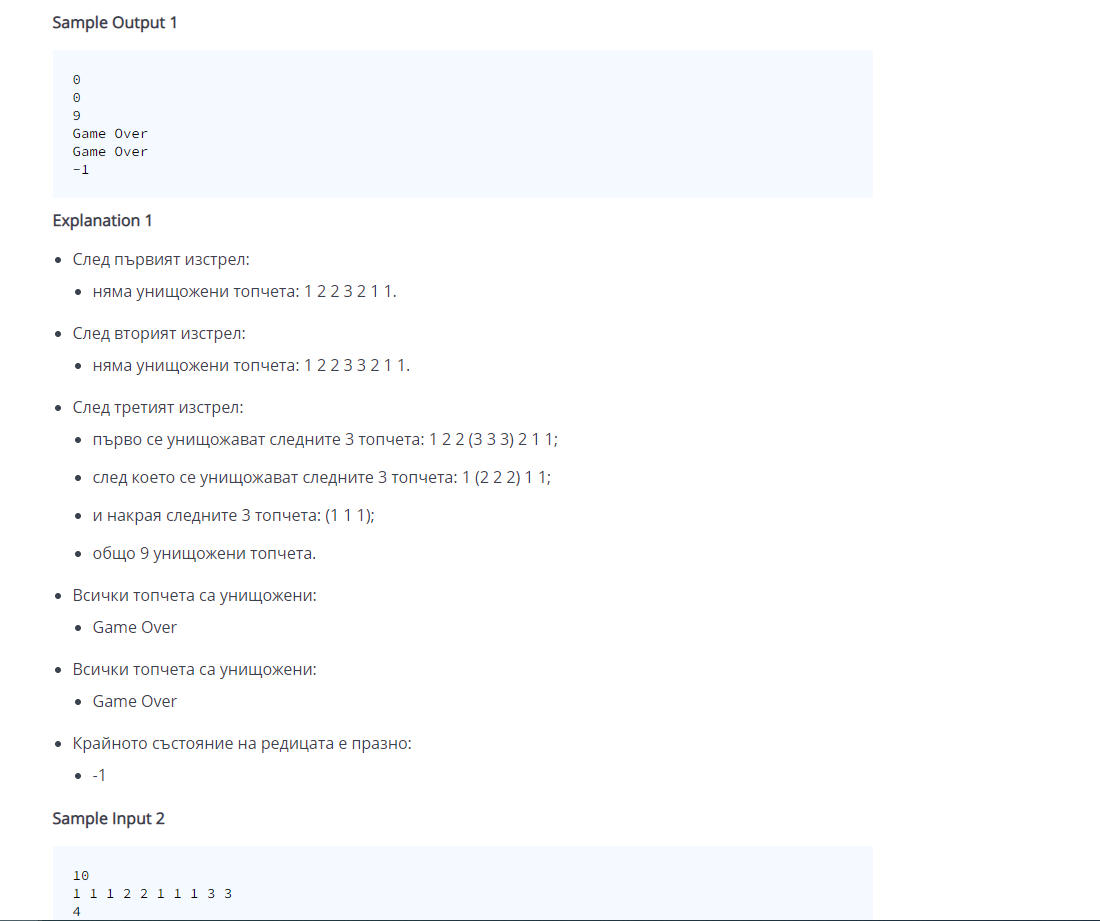 Sample Output 1
0
0
9
Game Over
Game Over
-1
Explanation 1
След първият изстрел:
няма унищожени топчета: 1 2 2 3 2 1 1.
След вторият изстрел:
няма унищожени топчета: 1 2 2 3 3 2 1 1.
След третият изстрел:
първо се унищожават следните 3 топчета: 1 2 2 (3 3 3) 2 1 1;
след което се унищожават следните 3 топчета: 1 (2 2 2) 1 1;
и накрая следните 3 топчета: (1 1 1);
общо 9 унищожени топчета.
Всички топчета са унищожени:
Game Over
Всички топчета са унищожени:
Game Over
Крайното състояние на редицата е празно:
-1
Sample Input 2
10
1 1 1 2 2 1 1 1 3 3
4